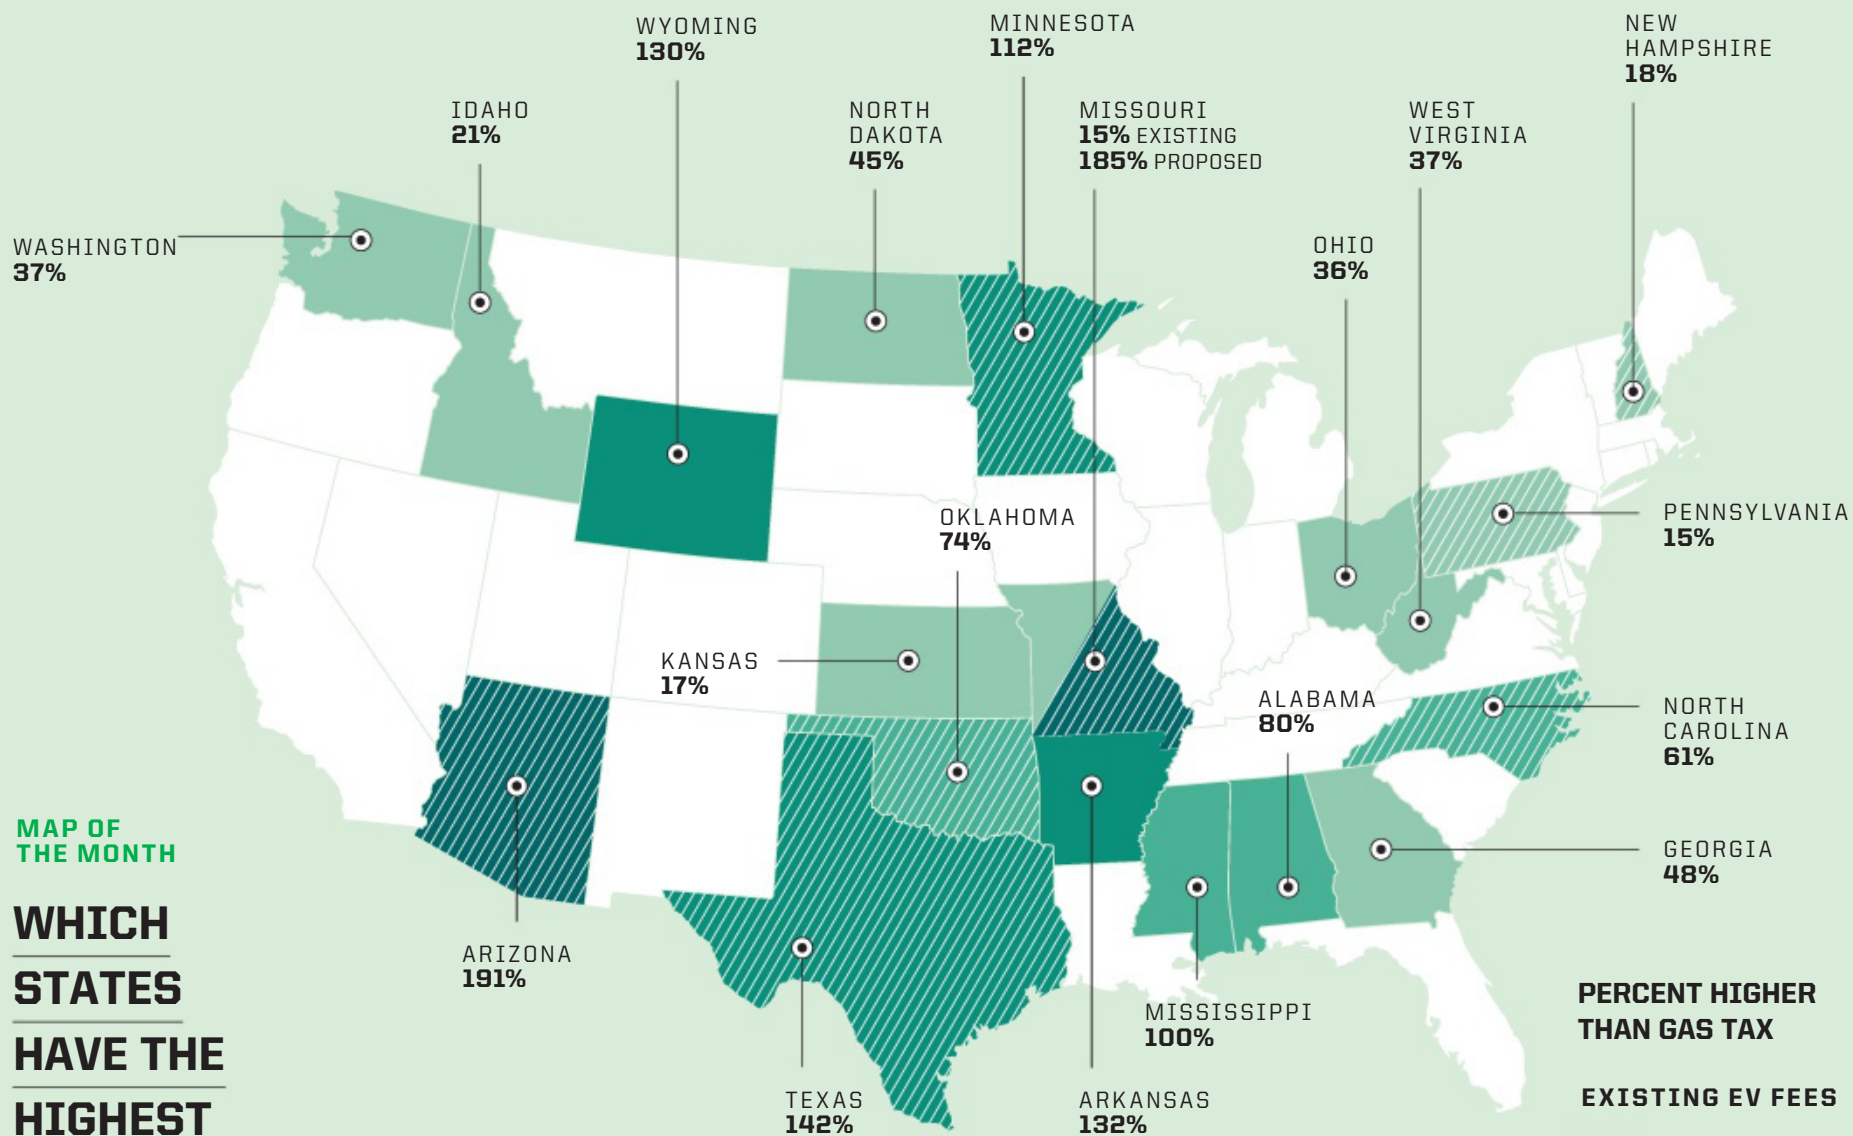 WYOMING
130%
MINNESOTA
112%
NEW
HAMPSHIRE
18%
IDAHO
21%
NORTH
DAKOTA
45%
MISSOURI
15% EXISTING
185% PROPOSED
WEST
VIRGINIA
37%
WASHINGTON
37%
OHIO
36%
OKLAHOMA
74%
PENNSYLVANIA
15%
KANSAS
17%
ALABAMA
80%
NORTH
CAROLINA
61%
MAP OF
THE MONTH
GEORGIA
48%
WHICH
STATES
HAVE THE
HIGHEST
ARIZONA
191%
MISSISSIPPI
100%
TEXAS
142%
ARKANSAS
132%
PERCENT HIGHER
THAN GAS TAX
EXISTING EV FEES